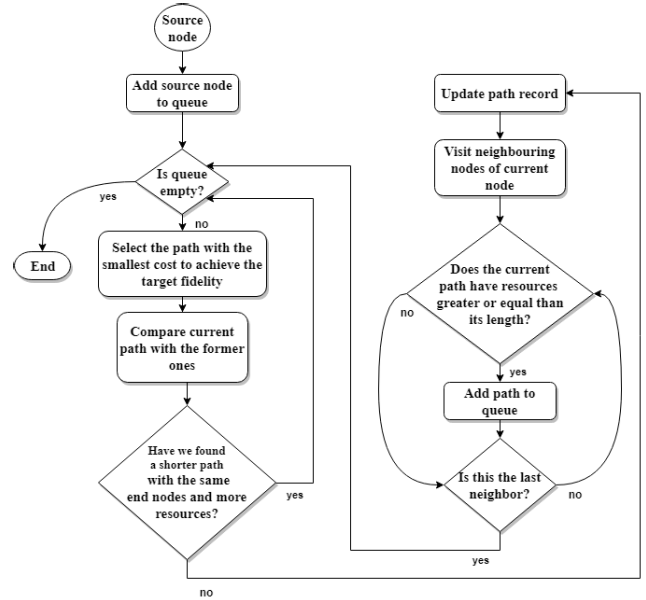 Source
node
Add source node
to queue
Is queue
empty?
yes
no
End
Select the path with the
smallest cost to achieve the
target fidelity
Compare current
path with the former
ones
Have we found
a shorter path
with the same
end nodes and more
resources?
yes
no
Update path record
Visit neighbouring
nodes of current
node
Does the current
path have resources
greater or equal than
its length?
no
yes
Add path to
queue
Is this the last
neighbor?
no
yes